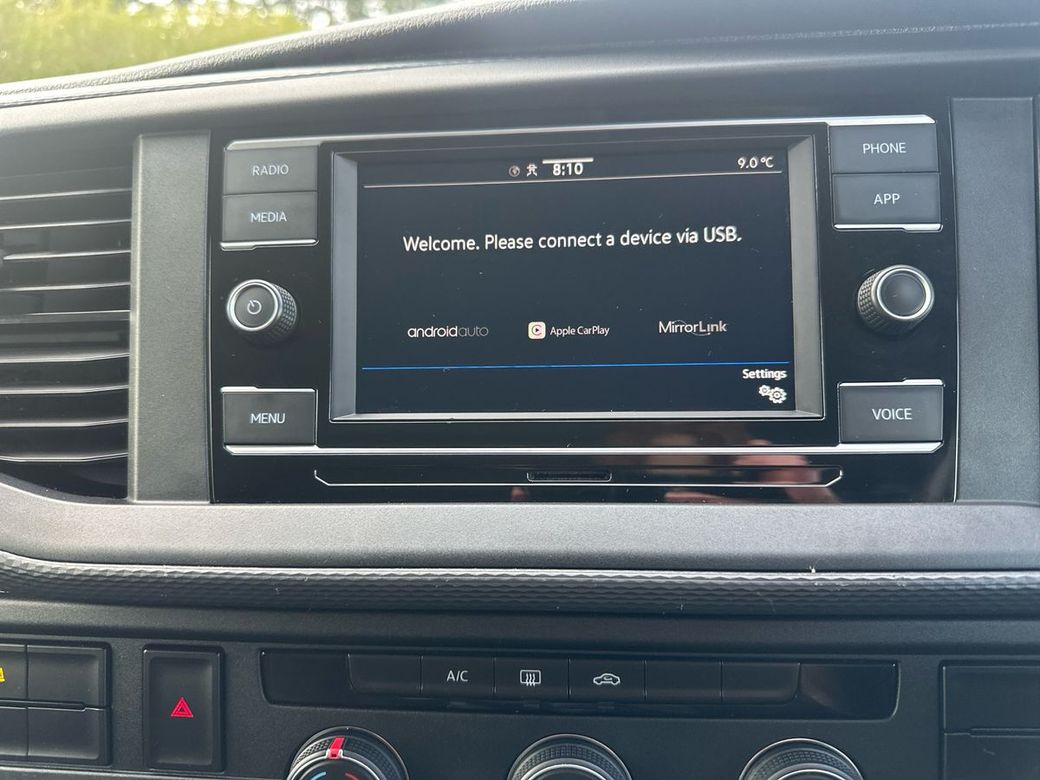 RADIO
MEDIA
MENU
8:10
9.0 °C
Welcome. Please connect a device via USB.
androidauto
Apple CarPlay
MirrorLink
Settings
PHONE
APP
VOICE
A/C